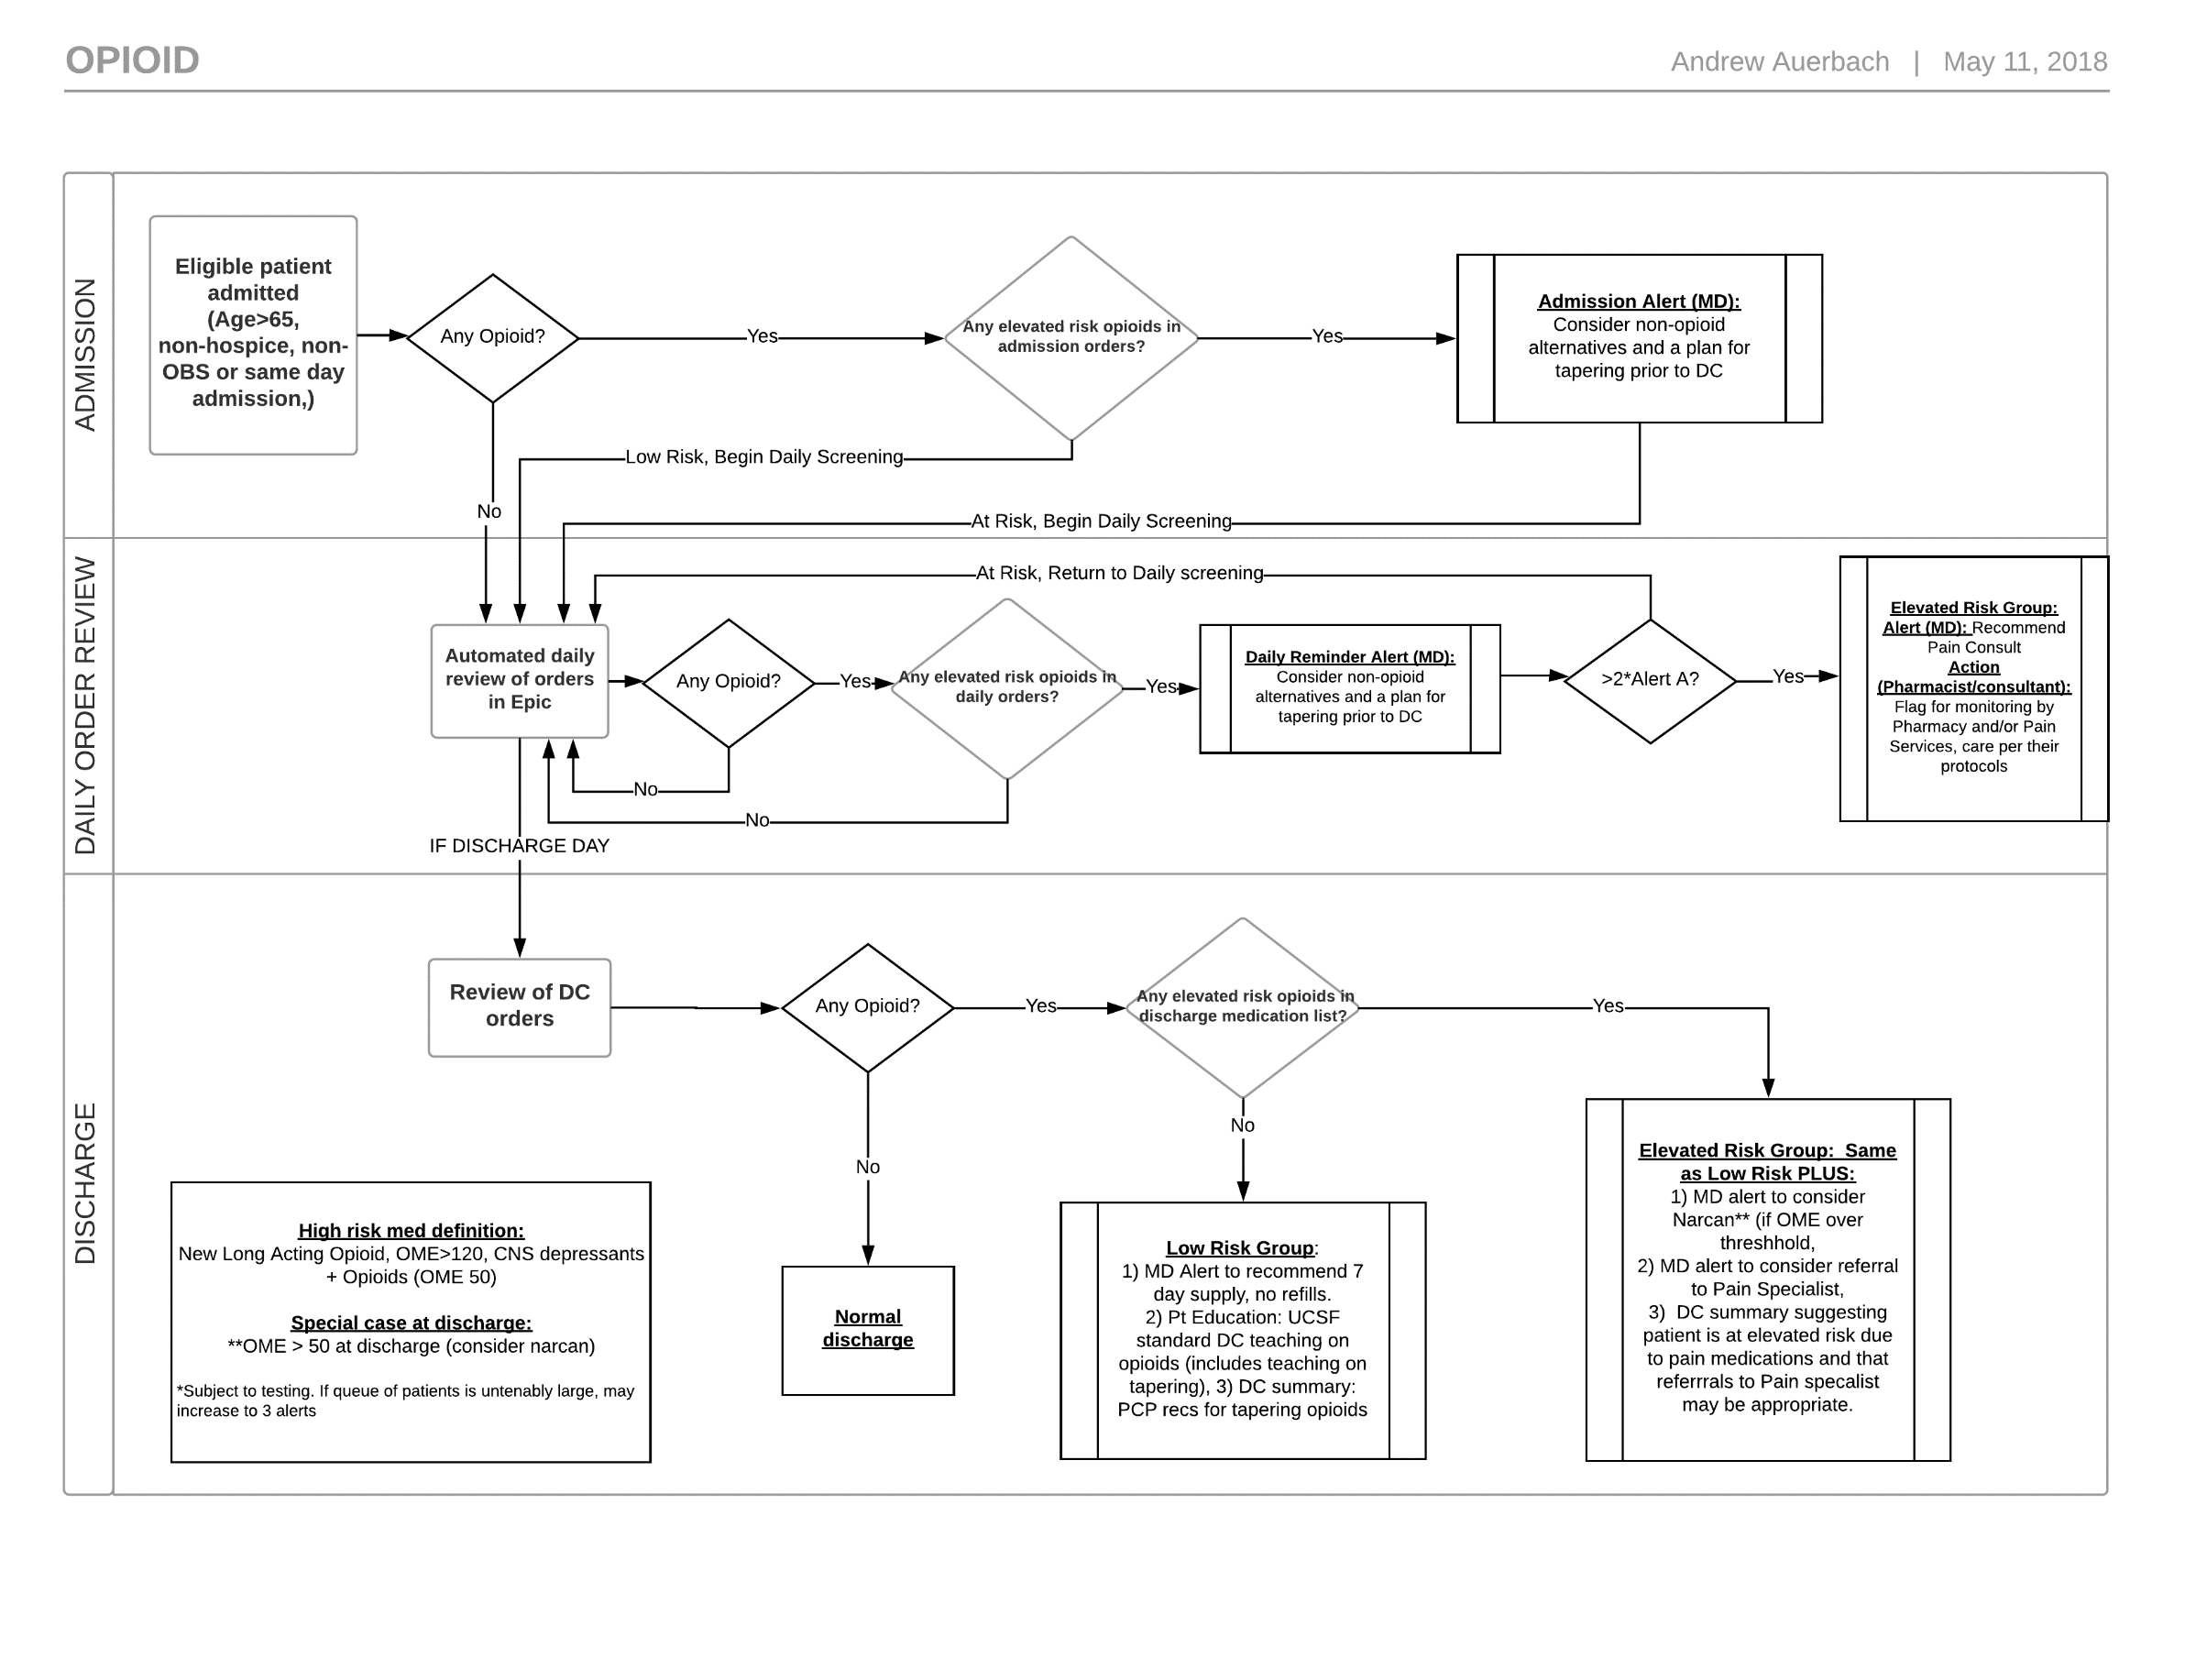 OPIOID
Andrew Auerbach | May 11, 2018
ADMISSION
Eligible patient
admitted
(Age>65,
non-hospice, non-
OBS or same day
admission,)
Any Opioid?
Yes
Any elevated risk opioids in
admission orders?
Yes
Admission Alert (MD):
Consider non-opioid
alternatives and a plan for
tapering prior to DC
Low Risk, Begin Daily Screening
No
At Risk, Begin Daily Screening
DAILY ORDER REVIEW
At Risk, Return to Daily screening
Automated daily
review of orders
in Epic
Any Opioid?
Yes
Any elevated risk opioids in
daily orders?
Yes
Daily Reminder Alert (MD):
Consider non-opioid
alternatives and a plan for
tapering prior to DC
>2*Alert A?
Yes
Elevated Risk Group:
Alert (MD): Recommend
Pain Consult
Action
(Pharmacist/consultant):
Flag for monitoring by
Pharmacy and/or Pain
Services, care per their
protocols
No
No
IF DISCHARGE DAY
DISCHARGE
Review of DC
orders
Any Opioid?
Yes
Any elevated risk opioids in
discharge medication list?
Yes
No
No
High risk med definition:
New Long Acting Opioid, OME>120, CNS depressants
+ Opioids (OME 50)
Special case at discharge:
**OME > 50 at discharge (consider narcan)
*Subject to testing. If queue of patients is untenably large, may
increase to 3 alerts
Normal
discharge
Low Risk Group:
1) MD Alert to recommend 7
day supply, no refills.
2) Pt Education: UCSF
standard DC teaching on
opioids (includes teaching on
tapering), 3) DC summary:
PCP recs for tapering opioids
Elevated Risk Group: Same
as Low Risk PLUS:
1) MD alert to consider
Narcan** (if OME over
threshhold,
2) MD alert to consider referral
to Pain Specialist,
3) DC summary suggesting
patient is at elevated risk due
to pain medications and that
referrrals to Pain specalist
may be appropriate.